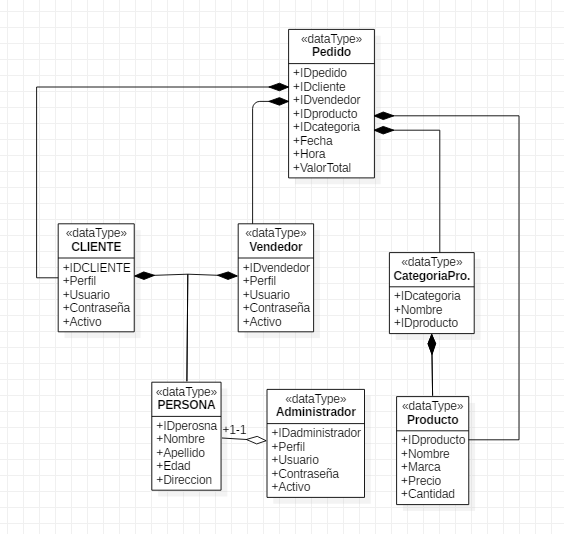 «dataType»
Pedido
+IDpedido
+IDcliente
+IDvendedor
+IDproducto
+IDcategoria
+Fecha
+Hora
+ValorTotal
«dataType»
CLIENTE
+IDCLIENTE
+Perfil
+Usuario
+Contraseña
+Activo
«dataType»
Vendedor
+IDvendedor
+Perfil
+Usuario
+Contraseña
+Activo
«dataType»
CategoriaPro.
+IDcategoria
+Nombre
+IDproducto
«dataType»
PERSONA
+IDperosna
+Nombre
+Apellido
+Edad
+Direccion
+1-1
«dataType»
Administrador
+IDadministrador
+Perfil
+Usuario
+Contraseña
+Activo
«dataType»
Producto
+IDproducto
+Nombre
+Marca
+Precio
+Cantidad